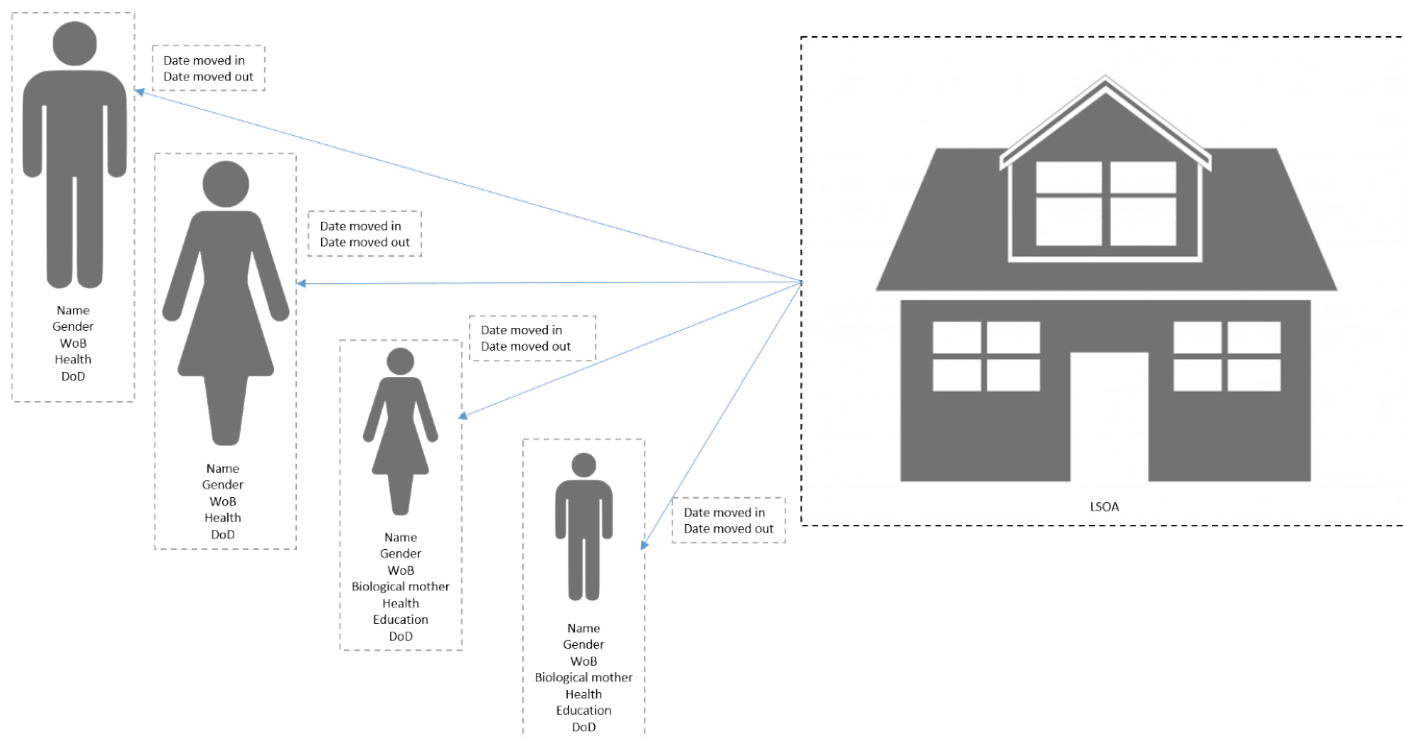 Date moved in
Date moved out
Name
Gender
WoB
Health
DoD
Date moved in
Date moved out
Name
Gender
WoB
Health
DoD
Date moved in
Date moved out
Name
Gender
WoB
Biological mother
Health
Education
DoD
Date moved in
Date moved out
Name
Gender
WoB
Biological mother
Health
Education
DoD
LSOA